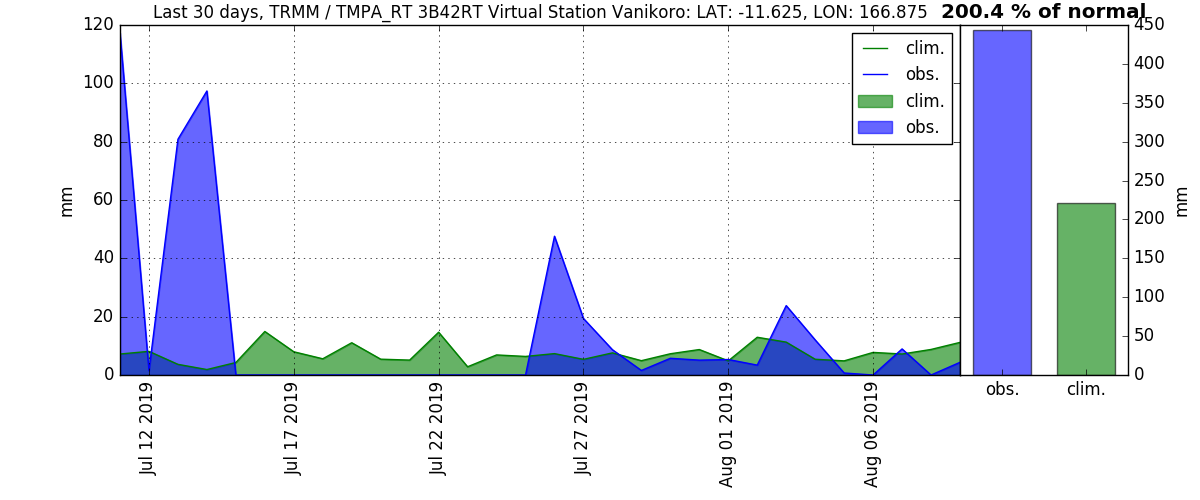 Last 30 days, TRMM / TMPA_RT 3B42RT Virtual Station Vanikoro: LAT: -11.625, LON: 166.875 200.4 % of normal
120
100
80
60
40
20
0
mm
clim.
obs.
clim.
obs.
450
400
350
300
250
200
150
100
50
0
mm
Jul 12 2019
Jul 17 2019
Jul 22 2019
Jul 27 2019
Aug 01 2019
Aug 06 2019
obs.
clim.